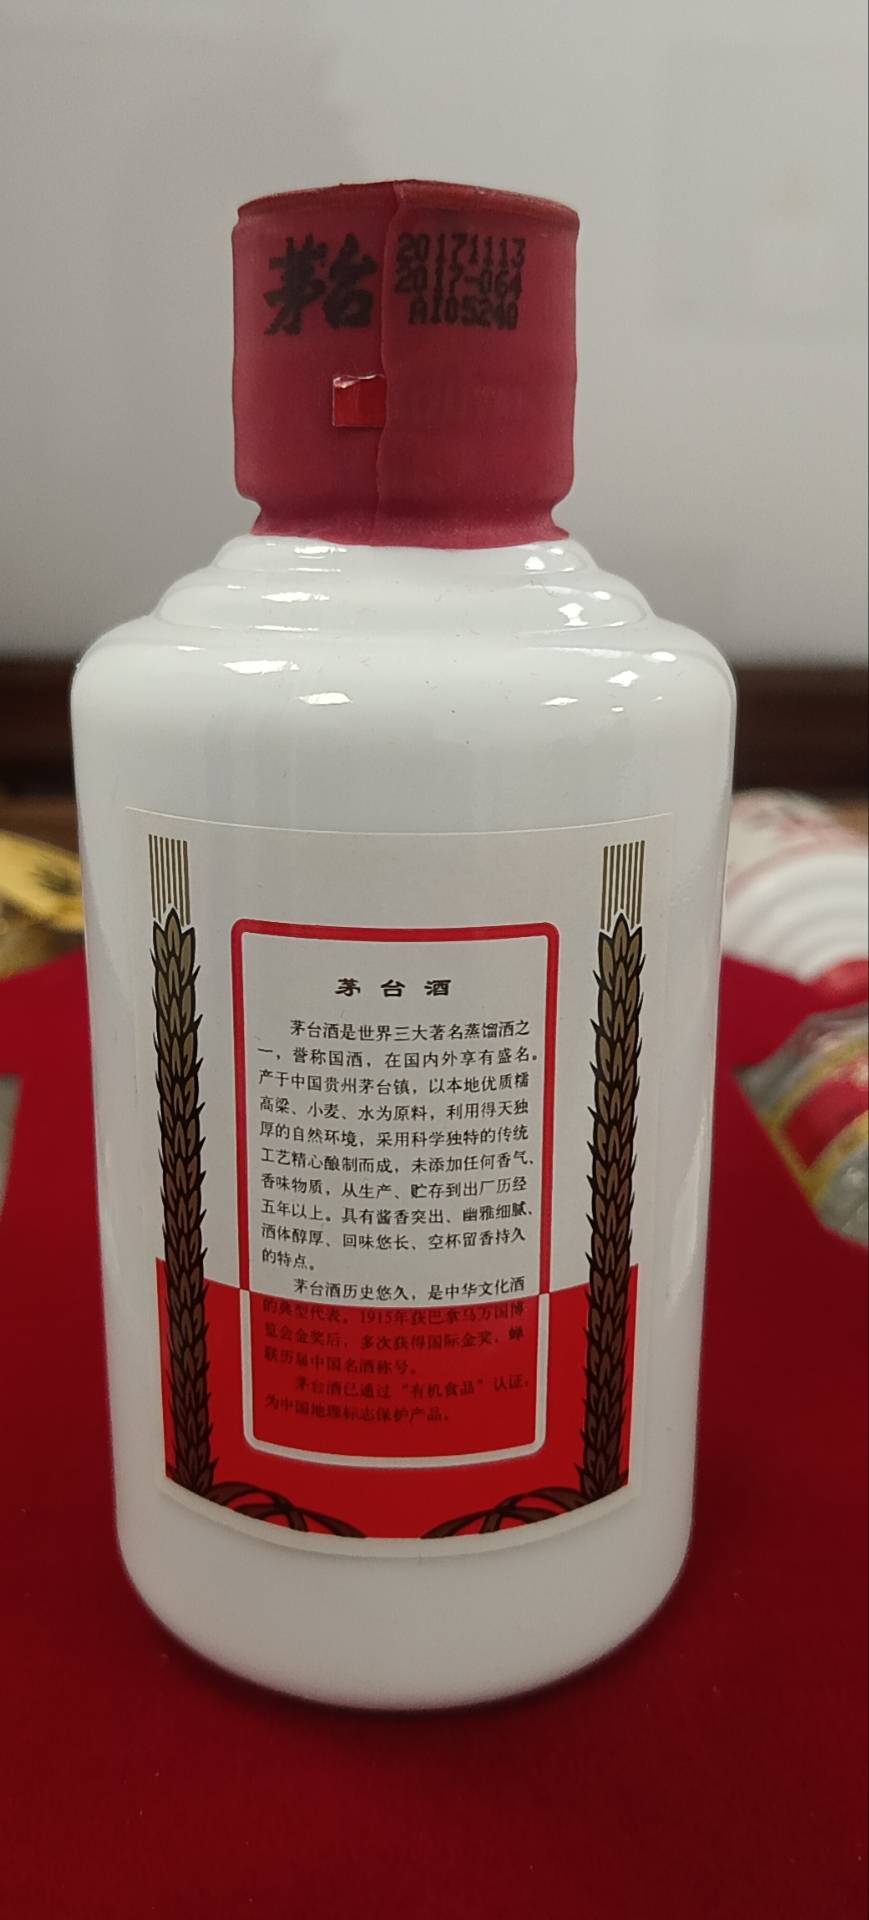 茅台
20171113
2017-064
A105240
茅台酒
茅台酒是世界三大著名蒸馏酒之
一，誉称国酒，在国内外享有盛名。
产于中国贵州茅台镇，以本地优质糯
高粱、小麦、水为原料，利用得天独
厚的自然环境，采用科学独特的传统
工艺精心酿制而成，未添加任何香气、
香味物质，从生产、贮存到出厂历经
五年以上。具有酱香突出、幽雅细腻、
酒体醇厚、回味悠长、空杯留香持久
的特点。
茅台酒历史悠久，是中华文化酒
的典型代表。1915年获巴拿马万国博
览会金奖后，多次获得国际金奖，蝉
联历届中国名酒称号。
茅台酒已通过“有机食品”认证，
为中国地理标志保护产品。